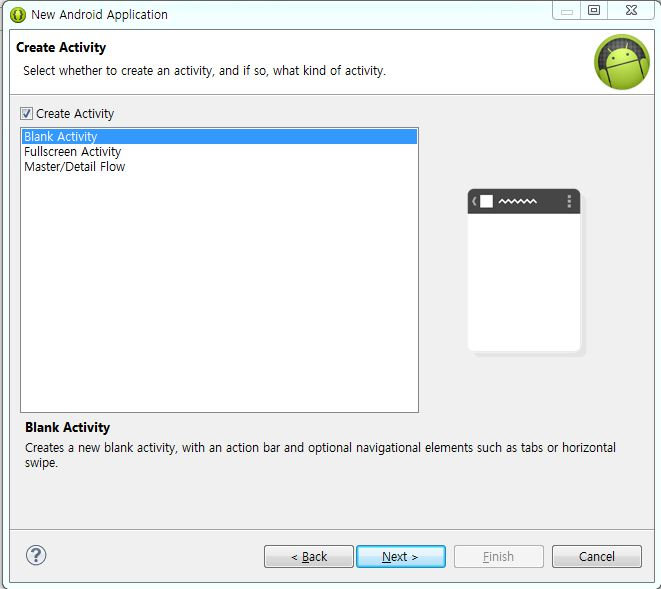 New Android Application
Create Activity
Select whether to create an activity, and if so, what kind of activity.
Create Activity
Blank Activity
Fullscreen Activity
Master/Detail Flow
Blank Activity
Creates a new blank activity, with an action bar and optional navigational elements such as tabs or horizontal
swipe.
?
< Back
Next >
Finish
Cancel